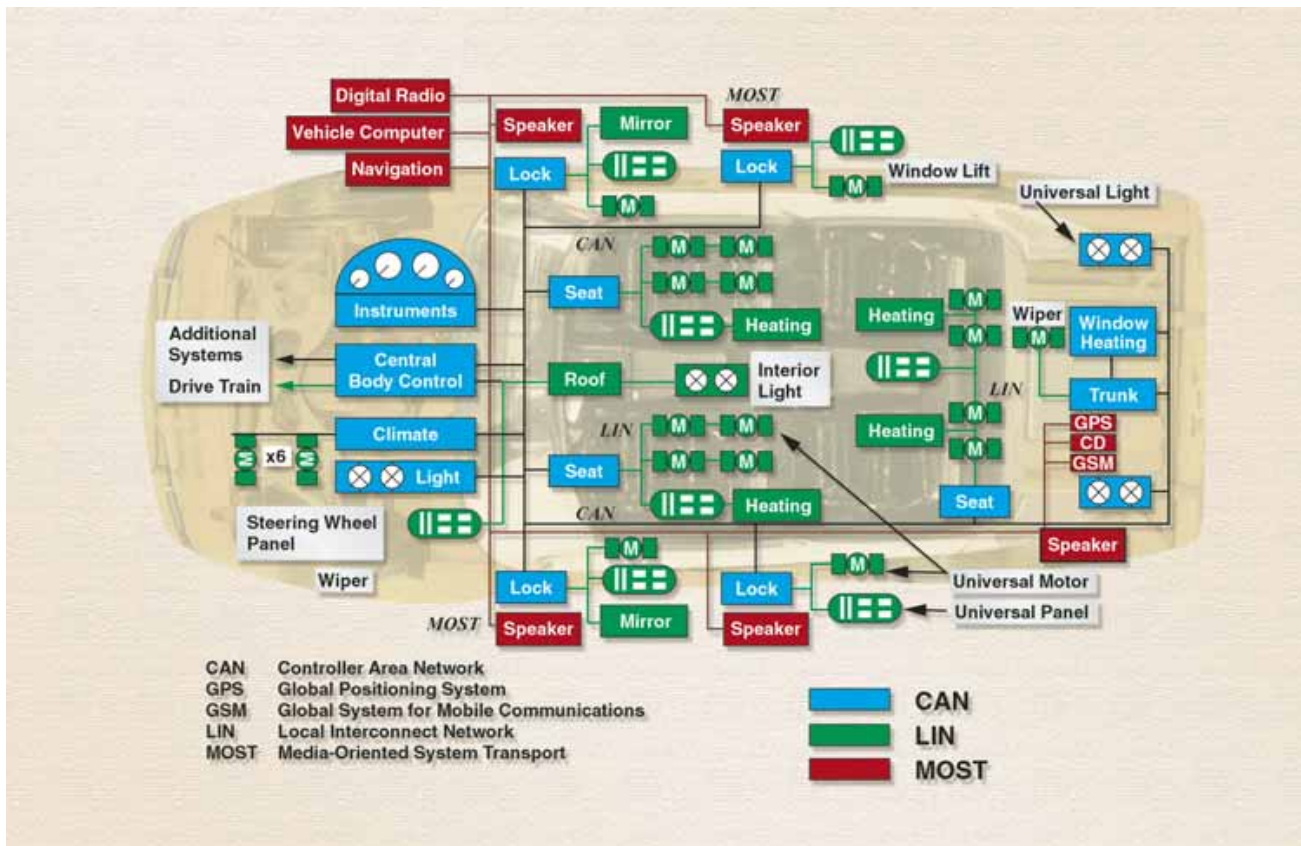 Digital Radio
Vehicle Computer
Navigation
MOST
Speaker
Mirror
Speaker
Lock
Lock
M
M
Window Lift
Universal Light
CAN
M
M
Seat
M
M
Instruments
Heating
Heating
M
M
Wiper
M
Window
Heating
Additional
Systems
Drive Train
Central
Body Control
Roof
Interior
Light
LIN
Trunk
Climate
LIN
M
M
Heating
M
M
GPS
CD
GSM
M
x6
M
Light
Seat
M
M
CAN
Heating
Seat
Steering Wheel
Panel
Wiper
Speaker
M
M
Lock
Lock
Universal Motor
Universal Panel
MOST
Speaker
Mirror
Speaker
CAN Controller Area Network
GPS Global Positioning System
GSM Global System for Mobile Communications
LIN Local Interconnect Network
MOST Media-Oriented System Transport
CAN
LIN
MOST